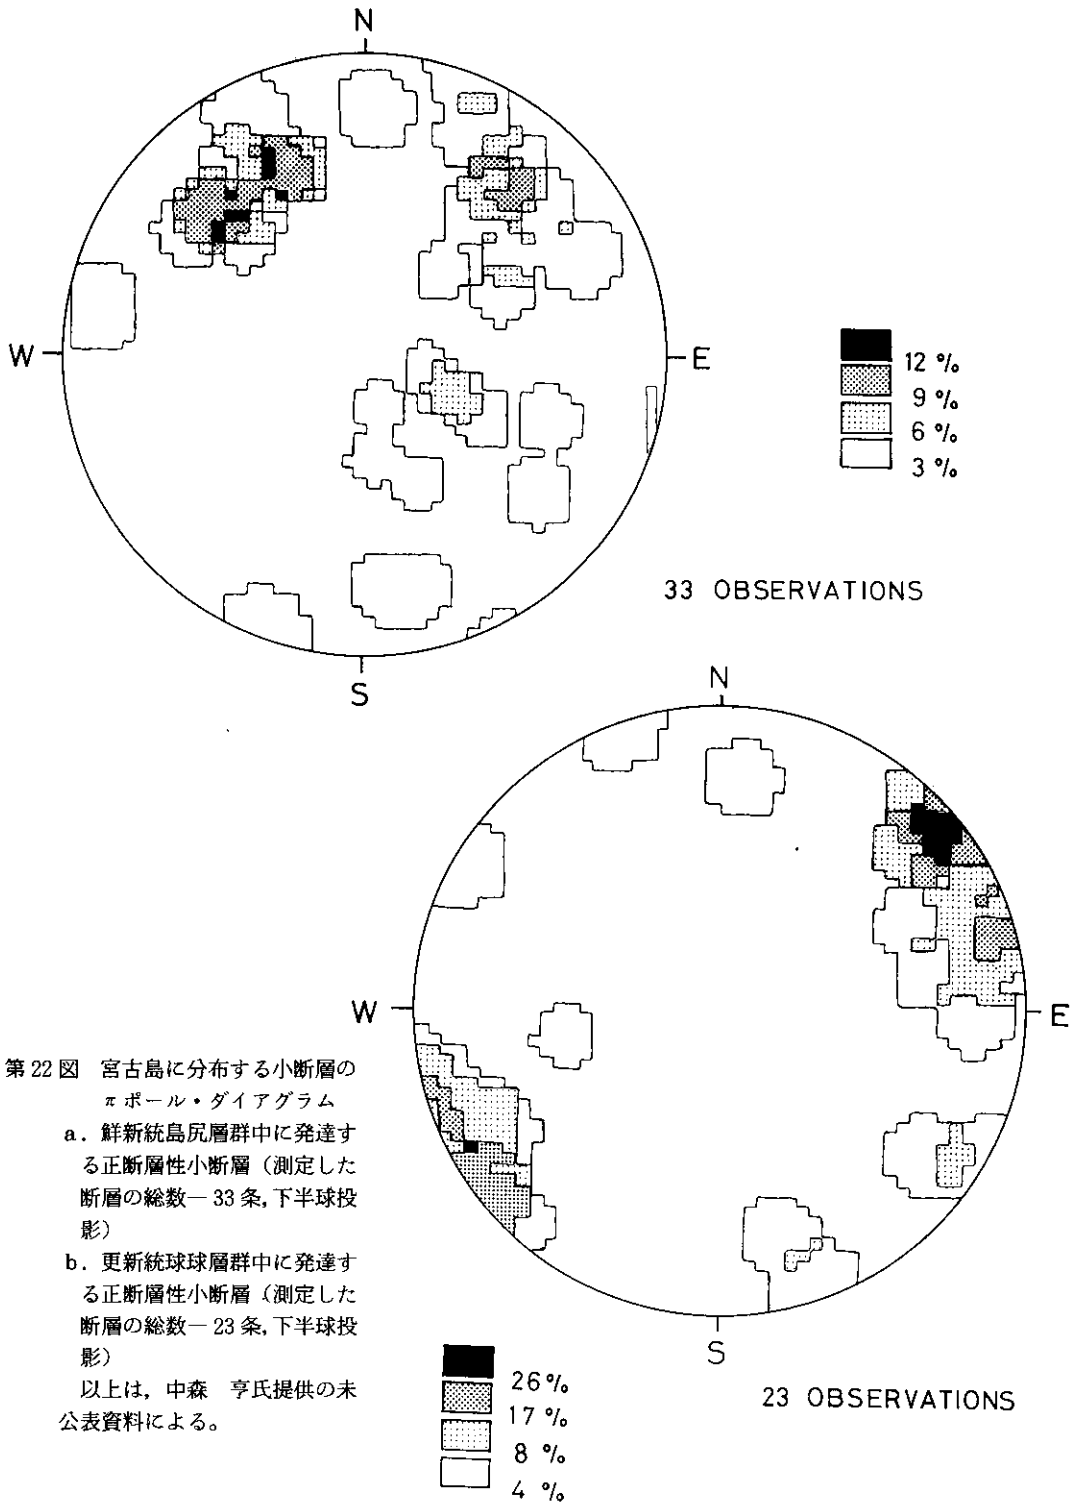 N
W
E
S
12 %
9 %
6 %
3 %
33 OBSERVATIONS
N
W
E
S
26%
17 %
8 %
4 %
23 OBSERVATIONS
第22図 宮古島に分布する小断層の
πポール・ダイアグラム
a. 鮮新統島尻層群中に発達す
る正断層性小断層(測定した
断層の総数—33条,下半球投
影)
b. 更新統球球層群中に発達す
る正断層性小断層(測定した
断層の総数—23条,下半球投
影)
以上は,中森 亨氏提供の未
公表資料による。